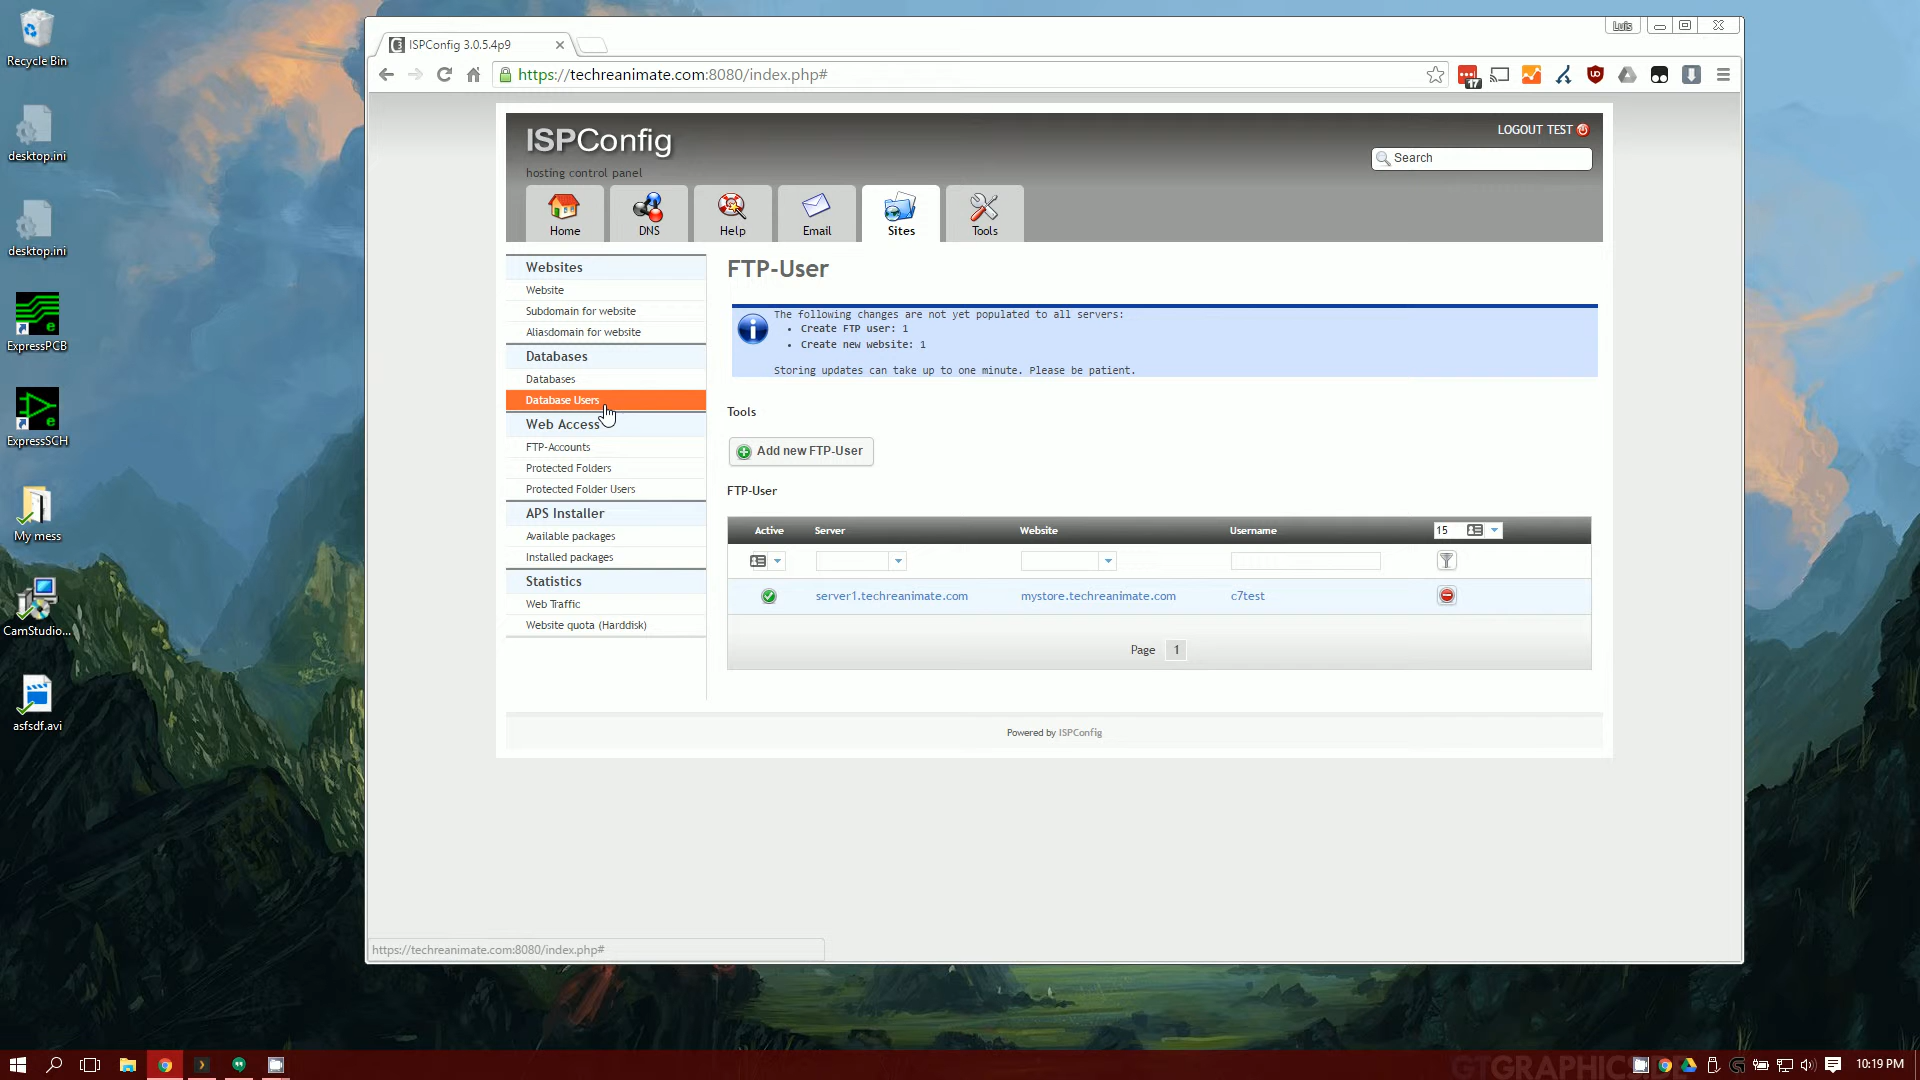 Recycle Bin
desktop.ini
desktop.ini
ExpressPCB
ExpressSCH
My mess
CamStudio...
asfsdf.avi
Luis
ISPConfig 3.0.5.4p9
https://techreanimate.com:8080/index.php#
17
ISPConfig
hosting control panel
LOGOUT TEST
Search
Home
DNS
Help
Email
Sites
Tools
Websites
Website
Subdomain for website
Aliasdomain for website
Databases
Databases
Database Users
Web Access
FTP-Accounts
Protected Folders
Protected Folder Users
APS Installer
Available packages
Installed packages
Statistics
Web Traffic
Website quota (Harddisk)
FTP-User
The following changes are not yet populated to all servers:
• Create FTP user: 1
• Create new website: 1
Storing updates can take up to one minute. Please be patient.
Tools
Add new FTP-User
FTP-User
Active Server Website Username 15
server1.techreanimate.com mystore.techreanimate.com c7test
Page 1
Powered by ISPConfig
https://techreanimate.com:8080/index.php#
10:19 PM